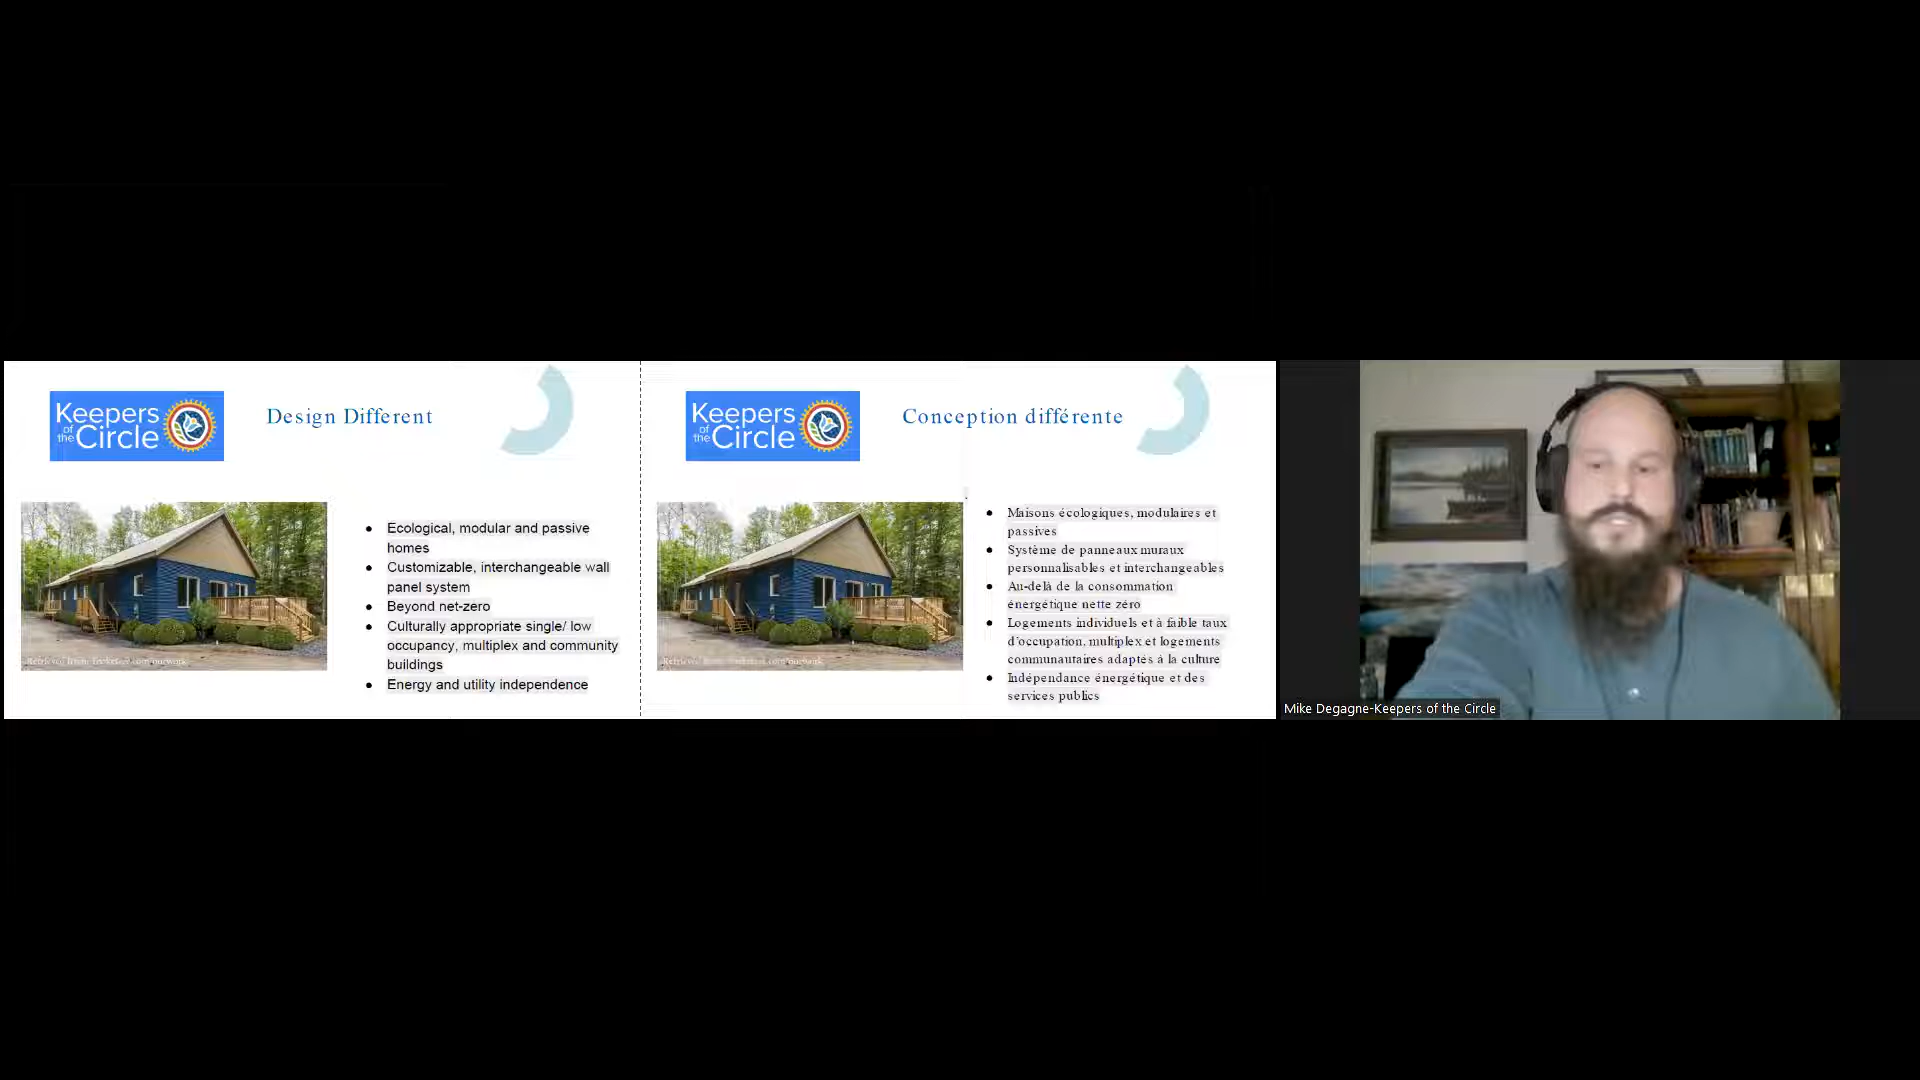 Keepers
of
the Circle
Design Different
Ecological, modular and passive
homes
Customizable, interchangeable wall
panel system
Beyond net-zero
Culturally appropriate single/ low
occupancy, multiplex and community
buildings
Energy and utility independence
Keepers
of
the Circle
Conception différente
Maisons écologiques, modulaires et
passives
Système de panneaux muraux
personnalisables et interchangeables
Au-delà de la consommation
énergétique nette zéro
Logements individuels et à faible taux
d'occupation, multiplex et logements
communautaires adaptés à la culture
Indépendance énergétique et des
services publics
Mike Degagne-Keepers of the Circle